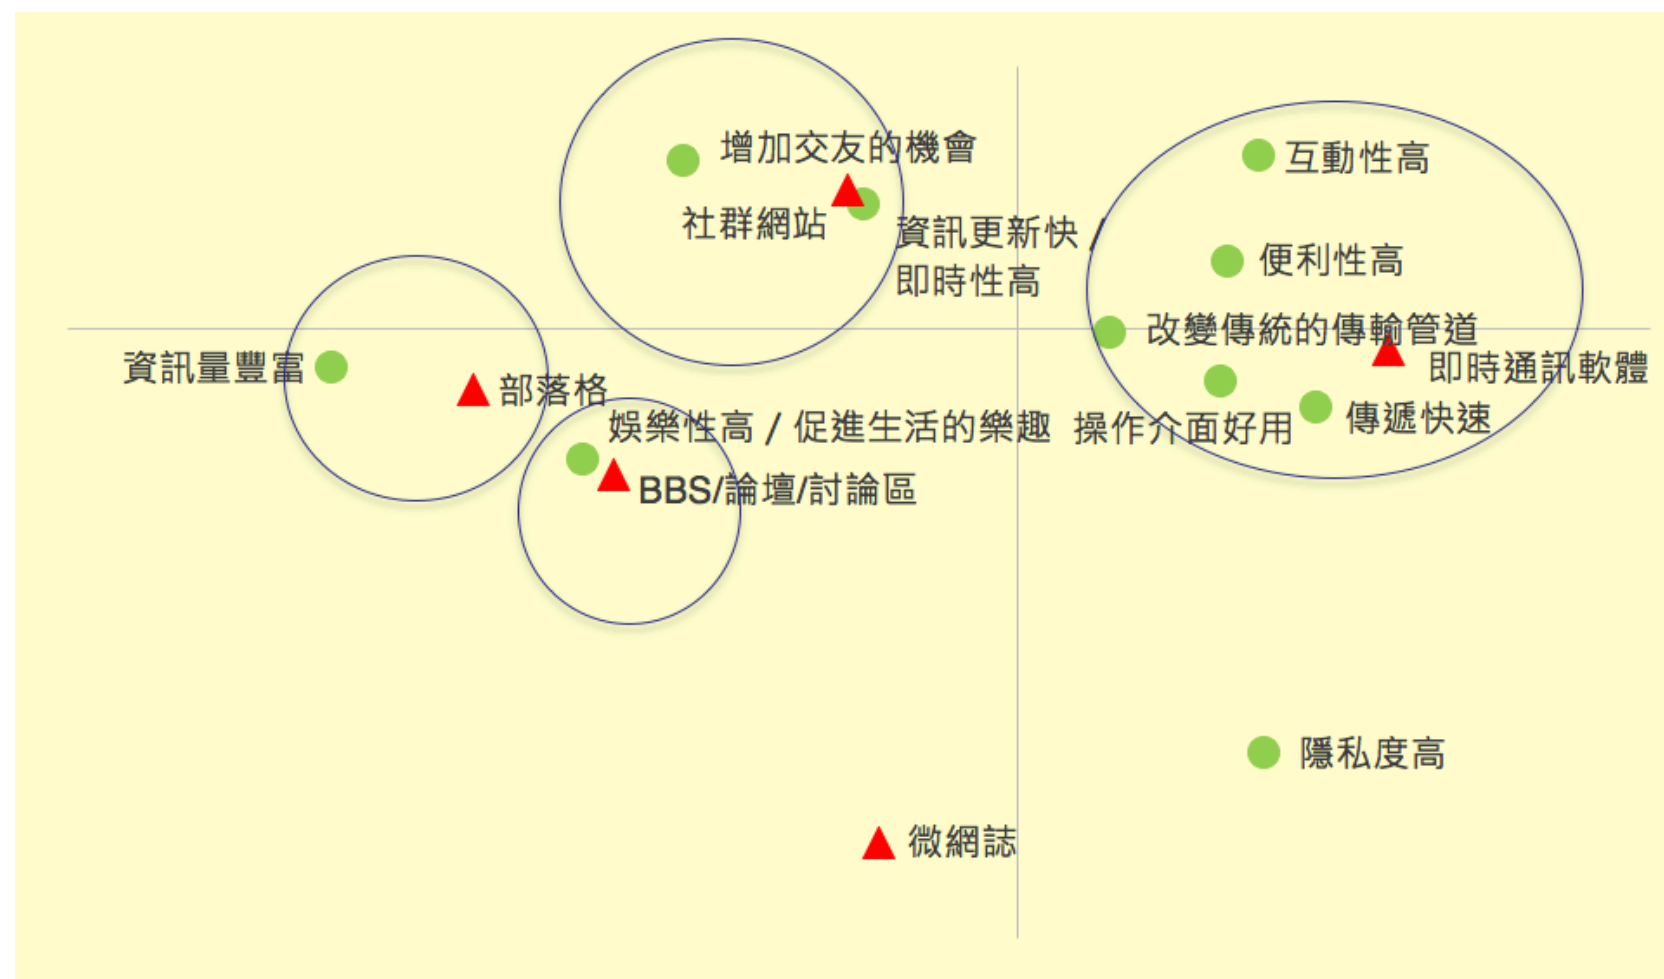 增加交友的機會
互動性高
社群網站
資訊更新快 /
即時性高
便利性高
改變傳統的傳輸管道
資訊量豐富
即時通訊軟體
部落格
傳遞快速
娛樂性高 / 促進生活的樂趣
操作介面好用
BBS/論壇/討論區
隱私度高
微網誌